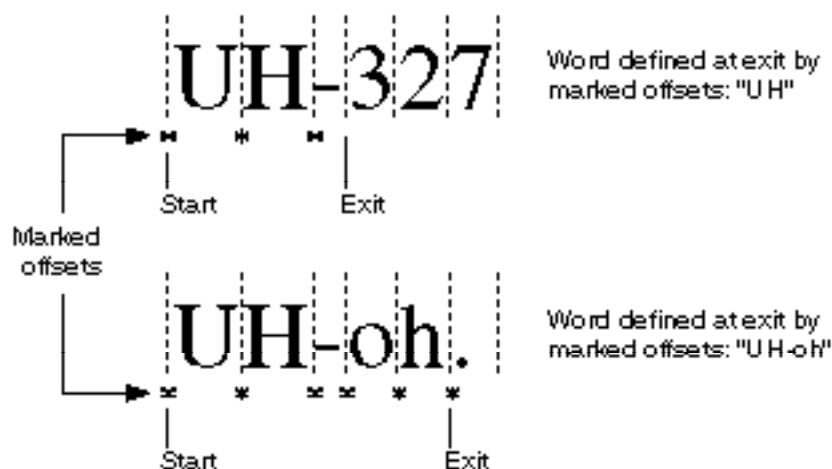 UH-327
Word defined at exit by
marked offsets: "UH"
* * *
Start Exit
Marked
offsets
UH-oh.
Word defined at exit by
marked offsets: "UH-oh"
* * * * * *
Start Exit